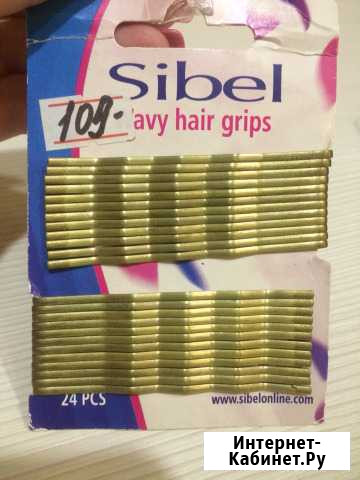 Sibel
109-
avy hair grips
24 PCS
www.sibelonline.com
Интернет-
Кабинет.Ру